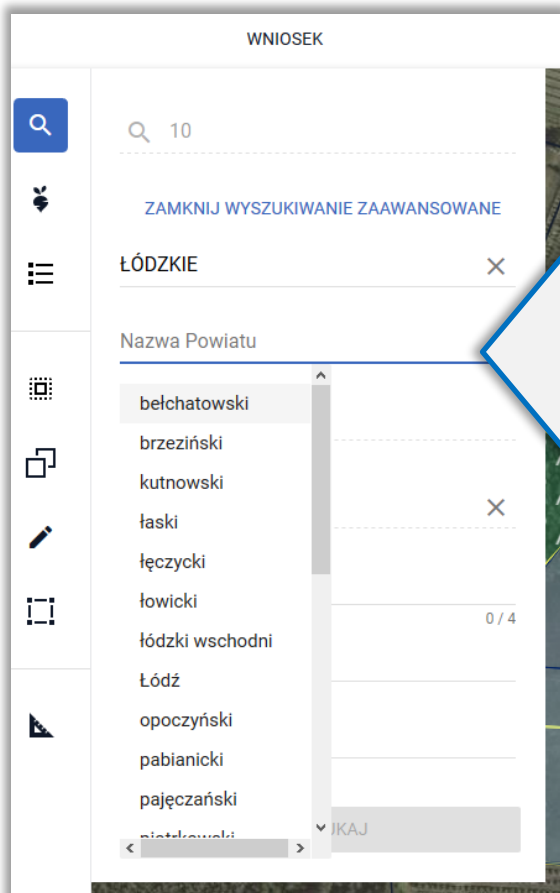 WNIOSEK
10
ZAMKNIJ WYSZUKIWANIE ZAAWANSOWANE
ŁÓDZKIE
Nazwa Powiatu
bełchatowski
brzeziński
kutnowski
łaski
łęczycki
łowicki
0 / 4
łódzki wschodni
Łódź
opoczyński
pabianicki
pajęczański